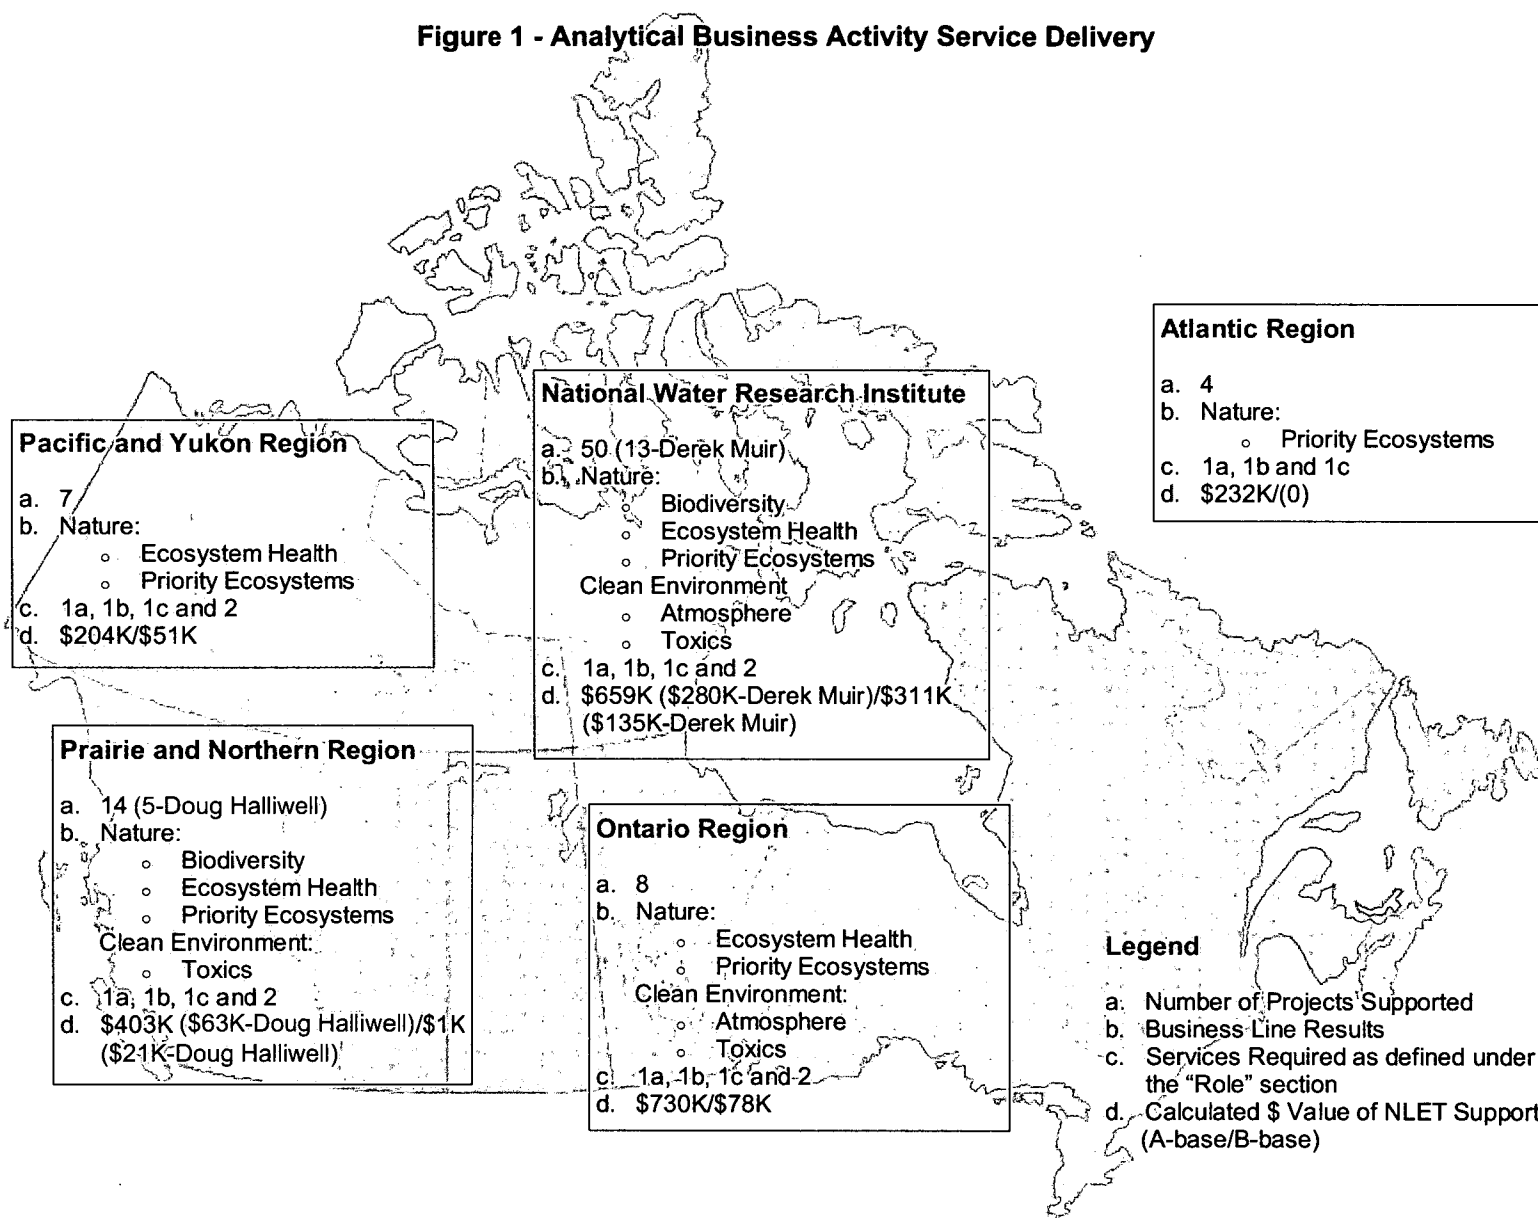 Figure 1 - Analytical Business Activity Service Delivery
Atlantic Region
a. 4
b. Nature:
○ Priority Ecosystems
c. 1a, 1b and 1c
d. $232K/(0)
National Water Research Institute
a. 50 (13-Derek Muir)
b. Nature:
○ Biodiversity
○ Ecosystem Health
○ Priority Ecosystems
Clean Environment
○ Atmosphere
○ Toxics
c. 1a, 1b, 1c and 2
d. $659K ($280K-Derek Muir)/$311K
($135K-Derek Muir)
Pacific and Yukon Region
a. 7
b. Nature:
○ Ecosystem Health
○ Priority Ecosystems
c. 1a, 1b, 1c and 2
d. $204K/$51K
Prairie and Northern Region
a. 14 (5-Doug Halliwell)
b. Nature:
○ Biodiversity
○ Ecosystem Health
○ Priority Ecosystems
Clean Environment:
○ Toxics
c. 1a, 1b, 1c and 2
d. $403K ($63K-Doug Halliwell)/$1K
($21K-Doug Halliwell)
Ontario Region
a. 8
b. Nature:
○ Ecosystem Health
○ Priority Ecosystems
Clean Environment:
○ Atmosphere
○ Toxics
c. 1a, 1b, 1c and 2
d. $730K/$78K
Legend
a. Number of Projects Supported
b. Business Line Results
c. Services Required as defined under
the "Role" section
d. Calculated $ Value of NLET Support
(A-base/B-base)